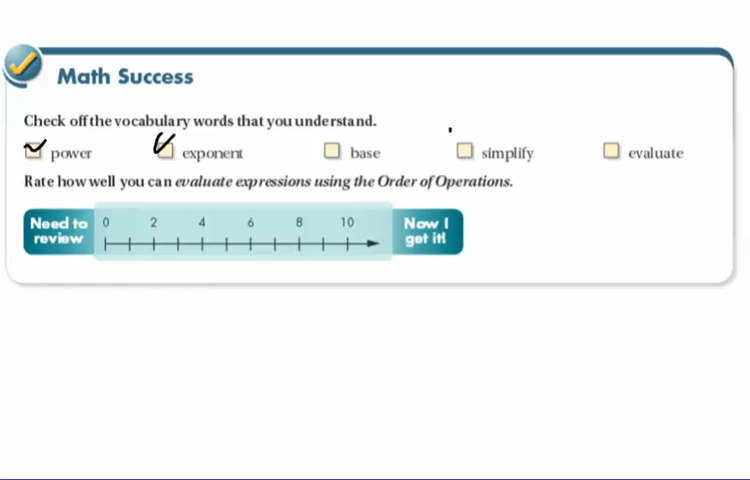 Math Success
Check off the vocabulary words that you understand.
power exponent base simplify evaluate
Rate how well you can evaluate expressions using the Order of Operations.
Need to review 0 2 4 6 8 10 Now I get it!